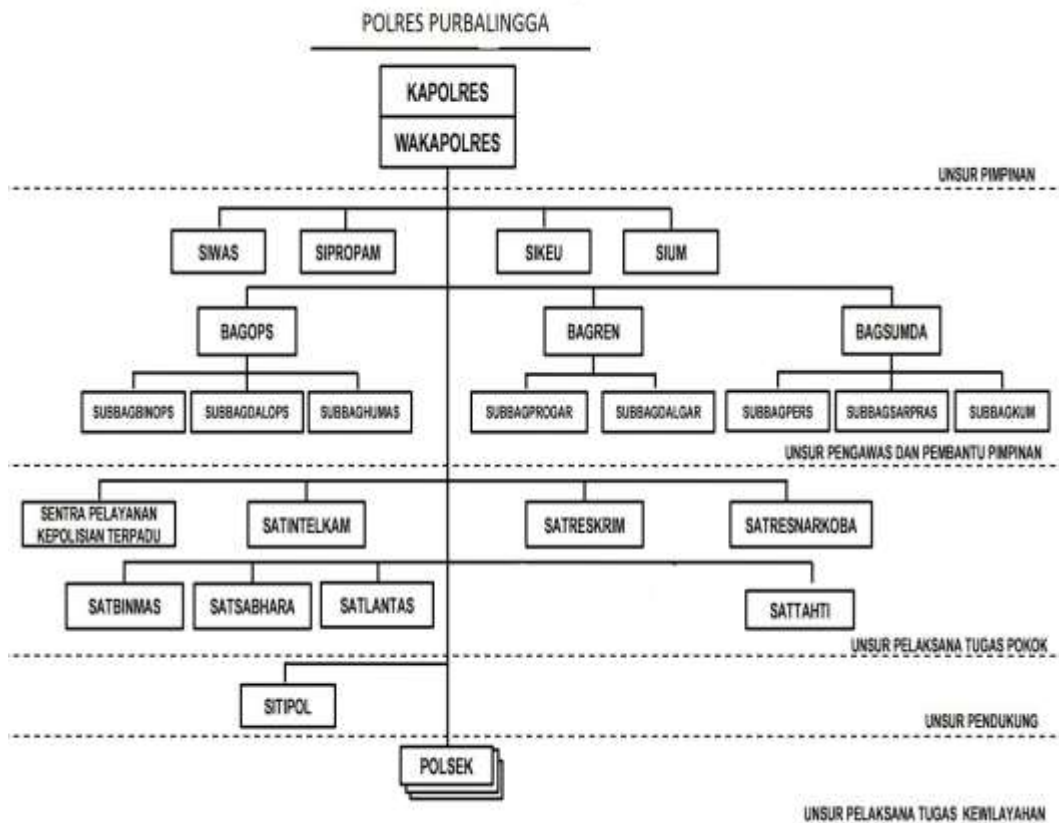 POLRES PURBALINGGA
KAPOLRES
WAKAPOLRES
UNSUR PIMPINAN
SIWAS
SIPROPAM
SIKEU
SIUM
BAGOPS
BAGREN
BAGSUMDA
SUBBAGBINOPS
SUBBAGDALOPS
SUBBAGHUMAS
SUBBAGPROGAR
SUBBAGDALGAR
SUBBAGPERS
SUBBAGSARPRAS
SUBBAGKUM
UNSUR PENGAWAS DAN PEMBANTU PIMPINAN
SENTRA PELAYANAN
KEPOLISIAN TERPADU
SATINTELKAM
SATRESKRIM
SATRESNARKOBA
SATBINMAS
SATSABHARA
SATLANTAS
SATTAHTI
UNSUR PELAKSANA TUGAS POKOK
SITIPOL
UNSUR PENDUKUNG
POLSEK
UNSUR PELAKSANA TUGAS KEWILAYAHAN